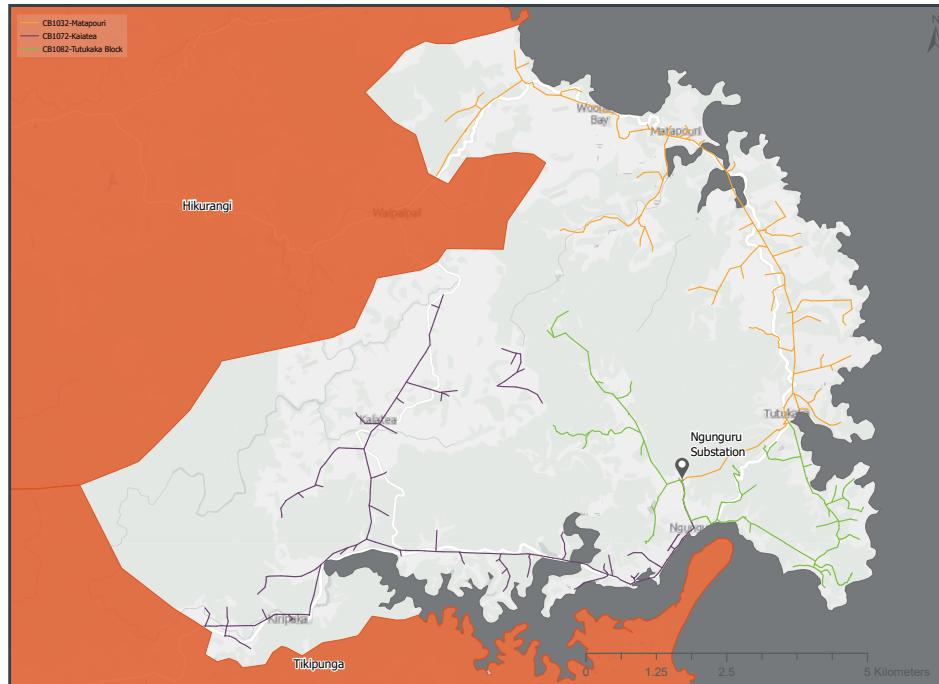 CB1032-Matapouri
CB1072-Kaiatea
CB1082-Tutukaka Block
N
Bay
Matapouri
Hikurangi
Waipaipai
Kaiatea
Tutukaka
Ngunguru
Substation
Kiripaka
Tikipunga
0
1.25
2.5
5 Kilometers